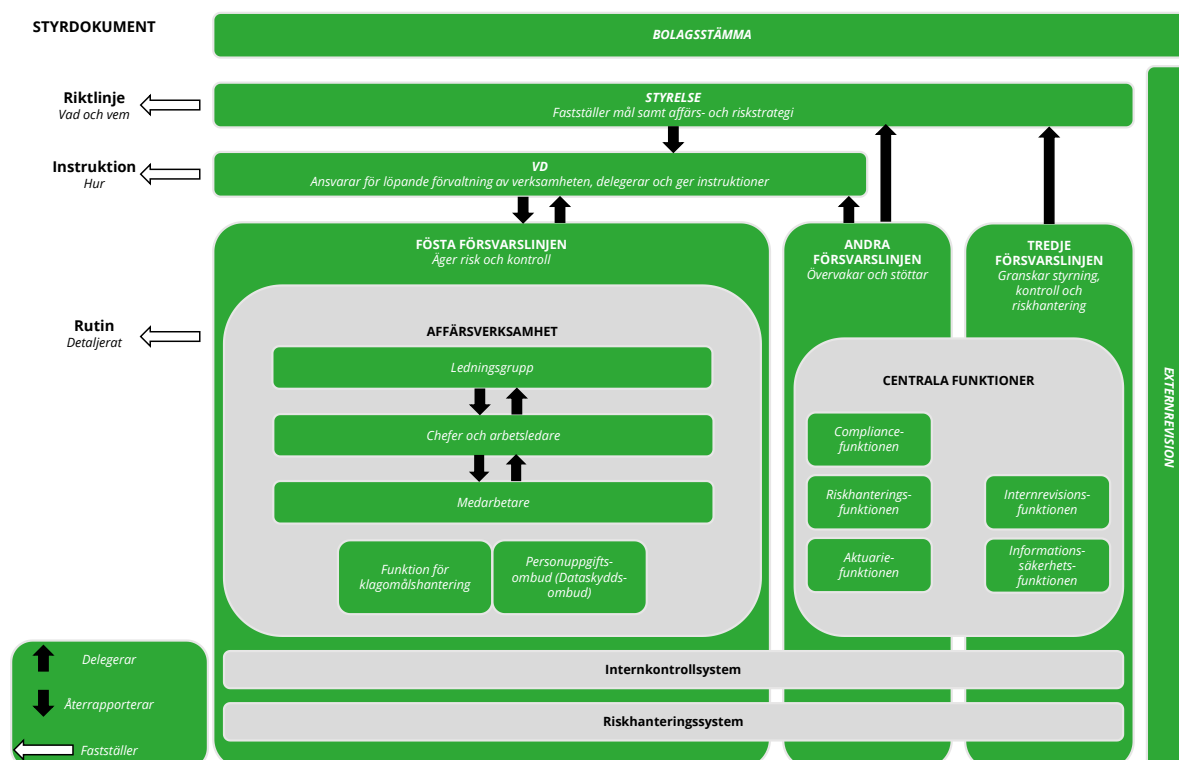 STYRDOKUMENT
BOLAGSSTÄMMA
Riktlinje
Vad och vem
STYRELSE
Fastställer mål samt affärs- och riskstrategi
Instruktion
Hur
VD
Ansvarar för löpande förvaltning av verksamheten, delegerar och ger instruktioner
FÖSTA FÖRSVARSLINJEN
Äger risk och kontroll
ANDRA
FÖRSVARSLINJEN
Övervakar och stöttar
TREDJE
FÖRSVARSLINJEN
Granskar styrning,
kontroll och
riskhantering
Rutin
Detaljerat
AFFÄRSVERKSAMHET
Ledningsgrupp
Chefer och arbetsledare
Medarbetare
Funktion för
klagomålshantering
Personuppgifts-
ombud (Dataskydds-
ombud)
CENTRALA FUNKTIONER
Compliance-
funktionen
Riskhanterings-
funktionen
Aktuarie-
funktionen
Internrevisions-
funktionen
Informations-
säkerhets-
funktionen
EXTERNREVISION
Internkontrollsystem
Riskhanteringssystem
Delegerar
Återrapporterar
Fastställer